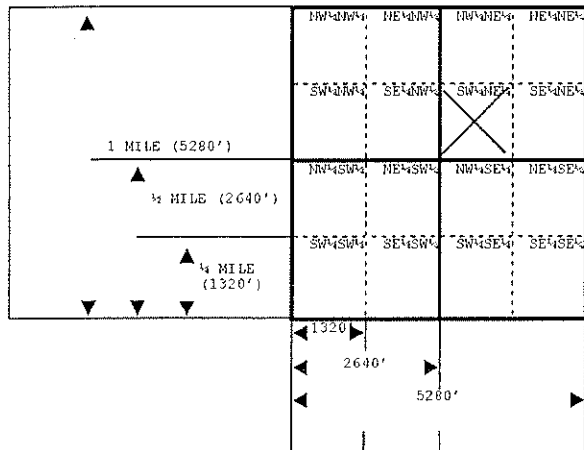 NW¼NW¼ NE¼NW¼ NW¼NE¼ NE¼NE¼
SW¼NW¼ SE¼NW¼ SW¼NE¼ SE¼NE¼
1 MILE (5280')
NW¼SW¼ NE¼SW¼ NW¼SE¼ NE¼SE¼
½ MILE (2640')
SW¼SW¼ SE¼SW¼ SW¼SE¼ SE¼SE¼
¼ MILE
(1320')
1320'
2640'
5280'